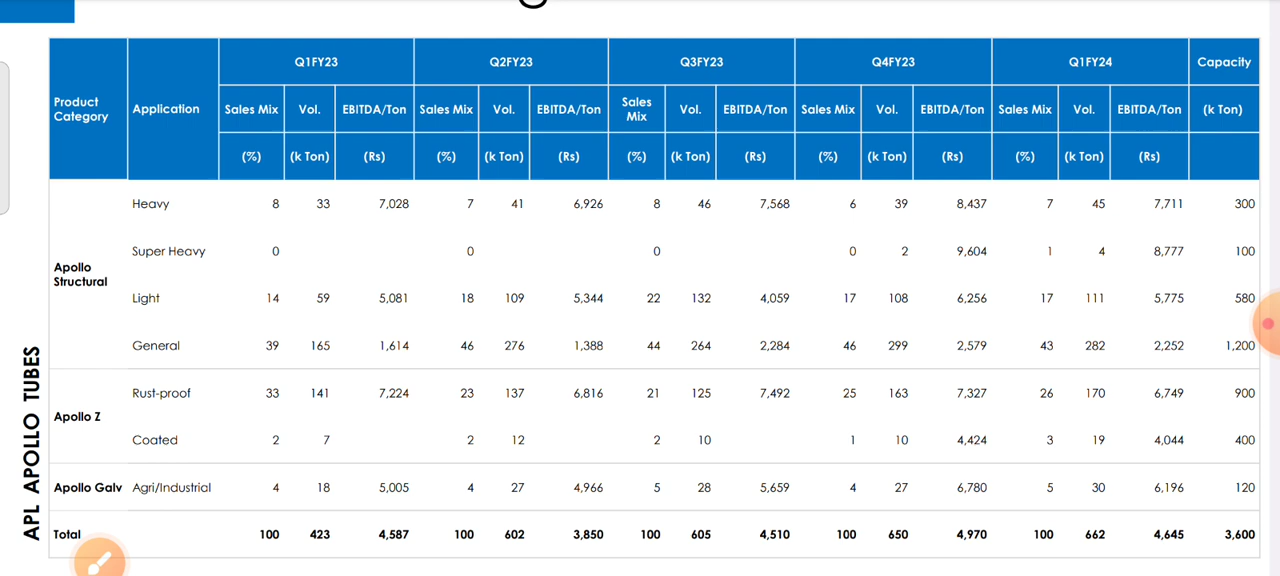 Product Category Application Q1FY23 Q2FY23 Q3FY23 Q4FY23 Q1FY24 Capacity
Sales Mix Vol. EBITDA/Ton Sales Mix Vol. EBITDA/Ton Sales Mix Vol. EBITDA/Ton Sales Mix Vol. EBITDA/Ton Sales Mix Vol. EBITDA/Ton (k Ton)
(%) (k Ton) (Rs) (%) (k Ton) (Rs) (%) (k Ton) (Rs) (%) (k Ton) (Rs) (%) (k Ton) (Rs)
Apollo Structural
Heavy 8 33 7,028 7 41 6,926 8 46 7,568 6 39 8,437 7 45 7,711 300
Super Heavy 0 0 0 0 2 9,604 1 4 8,777 100
Light 14 59 5,081 18 109 5,344 22 132 4,059 17 108 6,256 17 111 5,775 580
General 39 165 1,614 46 276 1,388 44 264 2,284 46 299 2,579 43 282 2,252 1,200
Apollo Z
Rust-proof 33 141 7,224 23 137 6,816 21 125 7,492 25 163 7,327 26 170 6,749 900
Coated 2 7 2 12 2 10 1 10 4,424 3 19 4,044 400
Apollo Galv Agri/Industrial 4 18 5,005 4 27 4,966 5 28 5,659 4 27 6,780 5 30 6,196 120
Total 100 423 4,587 100 602 3,850 100 605 4,510 100 650 4,970 100 662 4,645 3,600
APL APOLLO TUBES